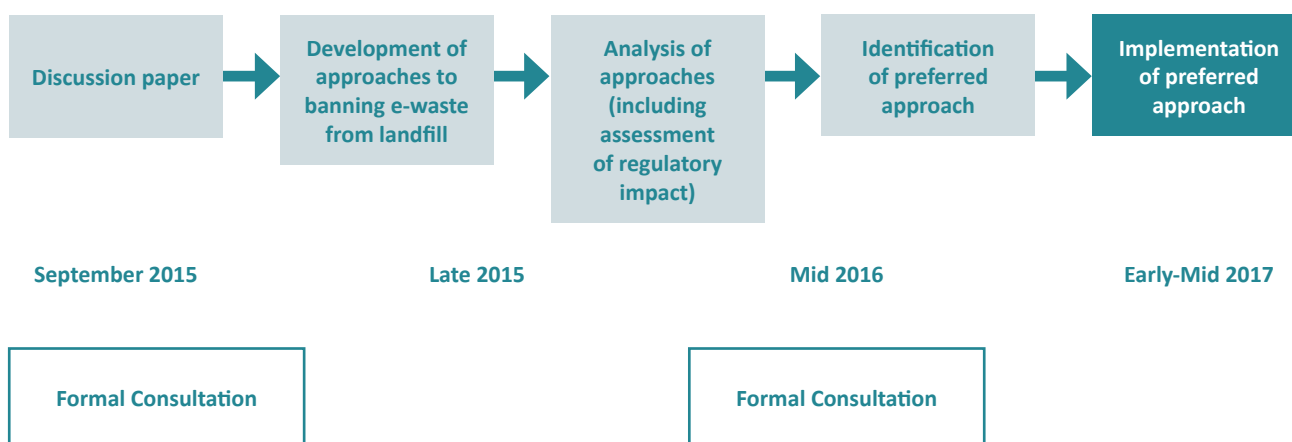 Discussion paper
Development of
approaches to
banning e-waste
from landfill
Analysis of
approaches
(including
assessment
of regulatory
impact)
Identification
of preferred
approach
Implementation
of preferred
approach
September 2015
Late 2015
Mid 2016
Early-Mid 2017
Formal Consultation
Formal Consultation